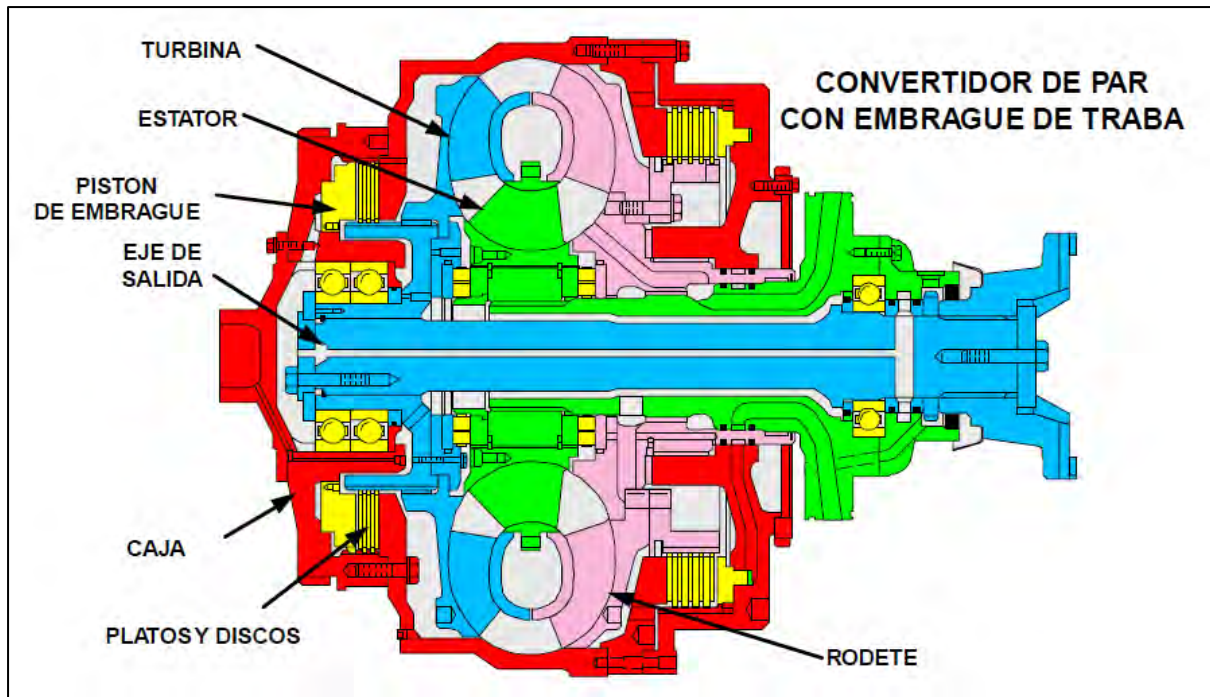 TURBINA
CONVERTIDOR DE PAR
CON EMBRAGUE DE TRABA
ESTATOR
PISTON
DE EMBRAGUE
EJE DE
SALIDA
CAJA
PLATOS Y DISCOS
RODETE